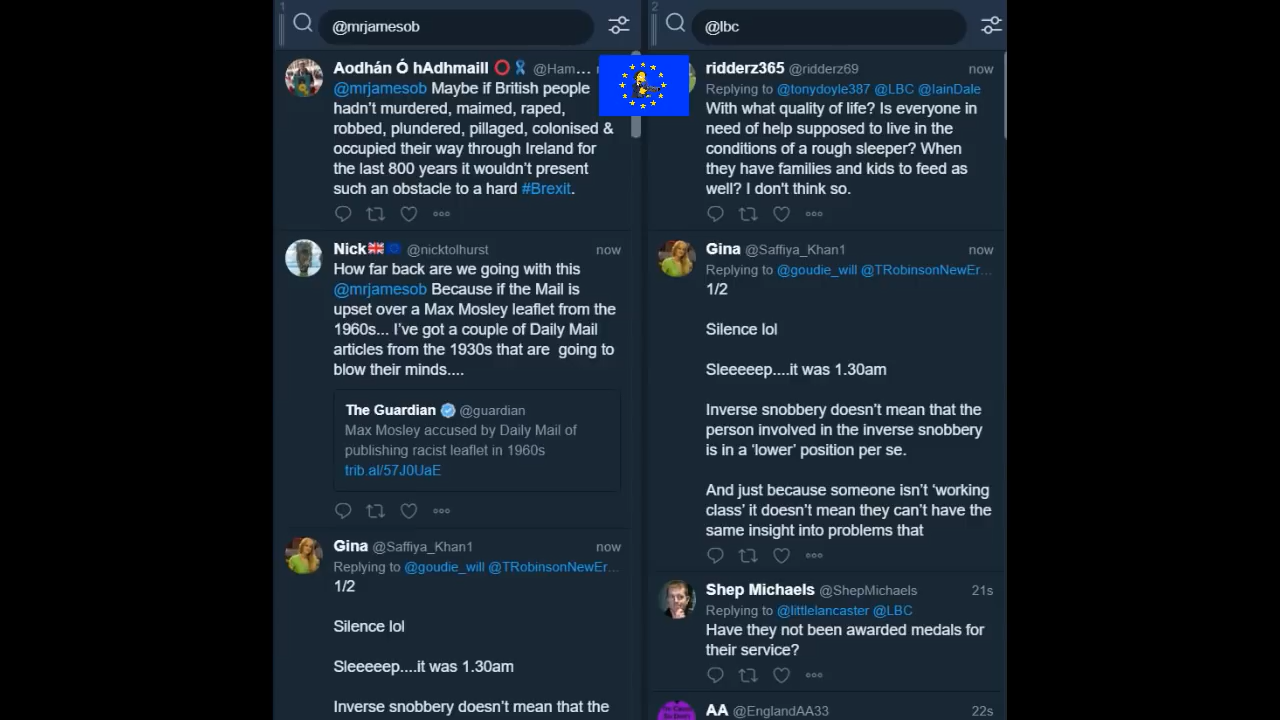 1
@mrjamesob
Aodhán Ó hAdhmaill @Ham...
@mrjamesob Maybe if British people
hadn't murdered, maimed, raped,
robbed, plundered, pillaged, colonised &
occupied their way through Ireland for
the last 800 years it wouldn't present
such an obstacle to a hard #Brexit.
Nick @nicktolhurst now
How far back are we going with this
@mrjamesob Because if the Mail is
upset over a Max Mosley leaflet from the
1960s... I've got a couple of Daily Mail
articles from the 1930s that are going to
blow their minds....
The Guardian @guardian
Max Mosley accused by Daily Mail of
publishing racist leaflet in 1960s
trib.al/57J0UaE
Gina @Saffiya_Khan1 now
Replying to @goudie_will @TRobinsonNewEr...
1/2
Silence lol
Sleeeeep....it was 1.30am
Inverse snobbery doesn't mean that the
2
@lbc
ridderz365 @ridderz69 now
Replying to @tonydoyle387 @LBC @IainDale
With what quality of life? Is everyone in
need of help supposed to live in the
conditions of a rough sleeper? When
they have families and kids to feed as
well? I don't think so.
Gina @Saffiya_Khan1 now
Replying to @goudie_will @TRobinsonNewEr...
1/2
Silence lol
Sleeeeep....it was 1.30am
Inverse snobbery doesn't mean that the
person involved in the inverse snobbery
is in a 'lower' position per se.
And just because someone isn't 'working
class' it doesn't mean they can't have the
same insight into problems that
Shep Michaels @ShepMichaels 21s
Replying to @littlelancaster @LBC
Have they not been awarded medals for
their service?
AA @EnglandAA33 22s